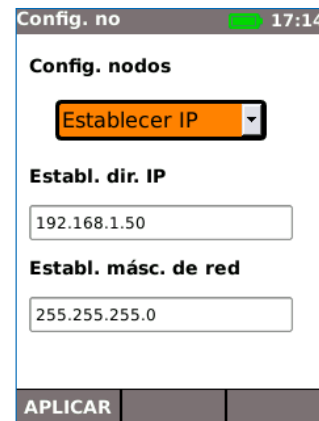 Config. no 17:14
Config. nodos
Establecer IP
Establ. dir. IP
192.168.1.50
Establ. másc. de red
255.255.255.0
APLICAR